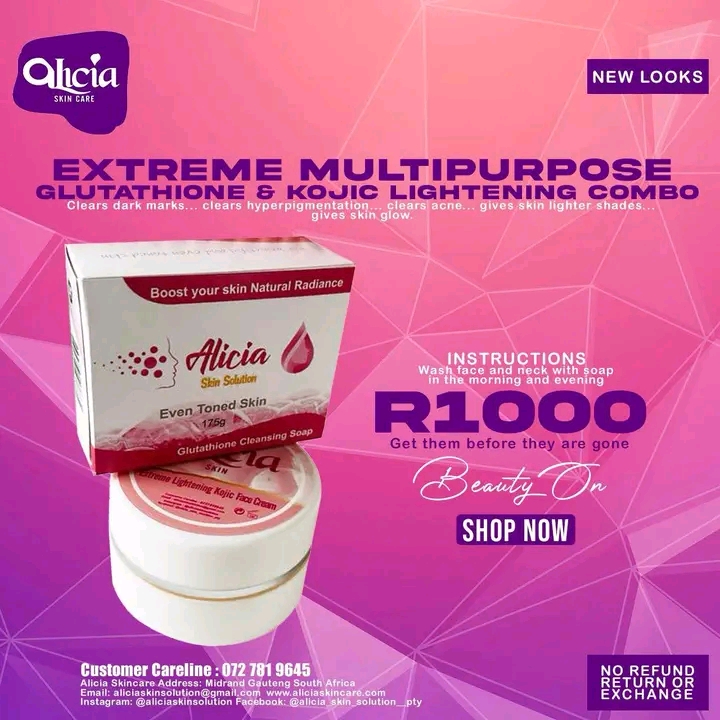 alicia
SKIN CARE
NEW LOOKS
EXTREME MULTIPURPOSE
GLUTATHIONE & KOJIC LIGHTENING COMBO
Clears dark marks... clears hyperpigmentation... clears acne... gives skin lighter shades...
gives skin glow.
Boost your skin Natural Radiance
Alicia
Skin Solution
Even Toned Skin
175g
Glutathione Cleansing Soap
SKIN
Extreme Lightening Kojic Face Cream
INSTRUCTIONS
Wash face and neck with soap
in the morning and evening
R1000
Get them before they are gone
Beauty On
SHOP NOW
Customer Careline : 072 781 9645
Alicia Skincare Address: Midrand Gauteng South Africa
Email: aliciaskinsolution@gmail.com www.aliciaskincare.com
Instagram: @aliciaskinsolution Facebook: @alicia_skin_solution__pty
NO REFUND
RETURN OR
EXCHANGE